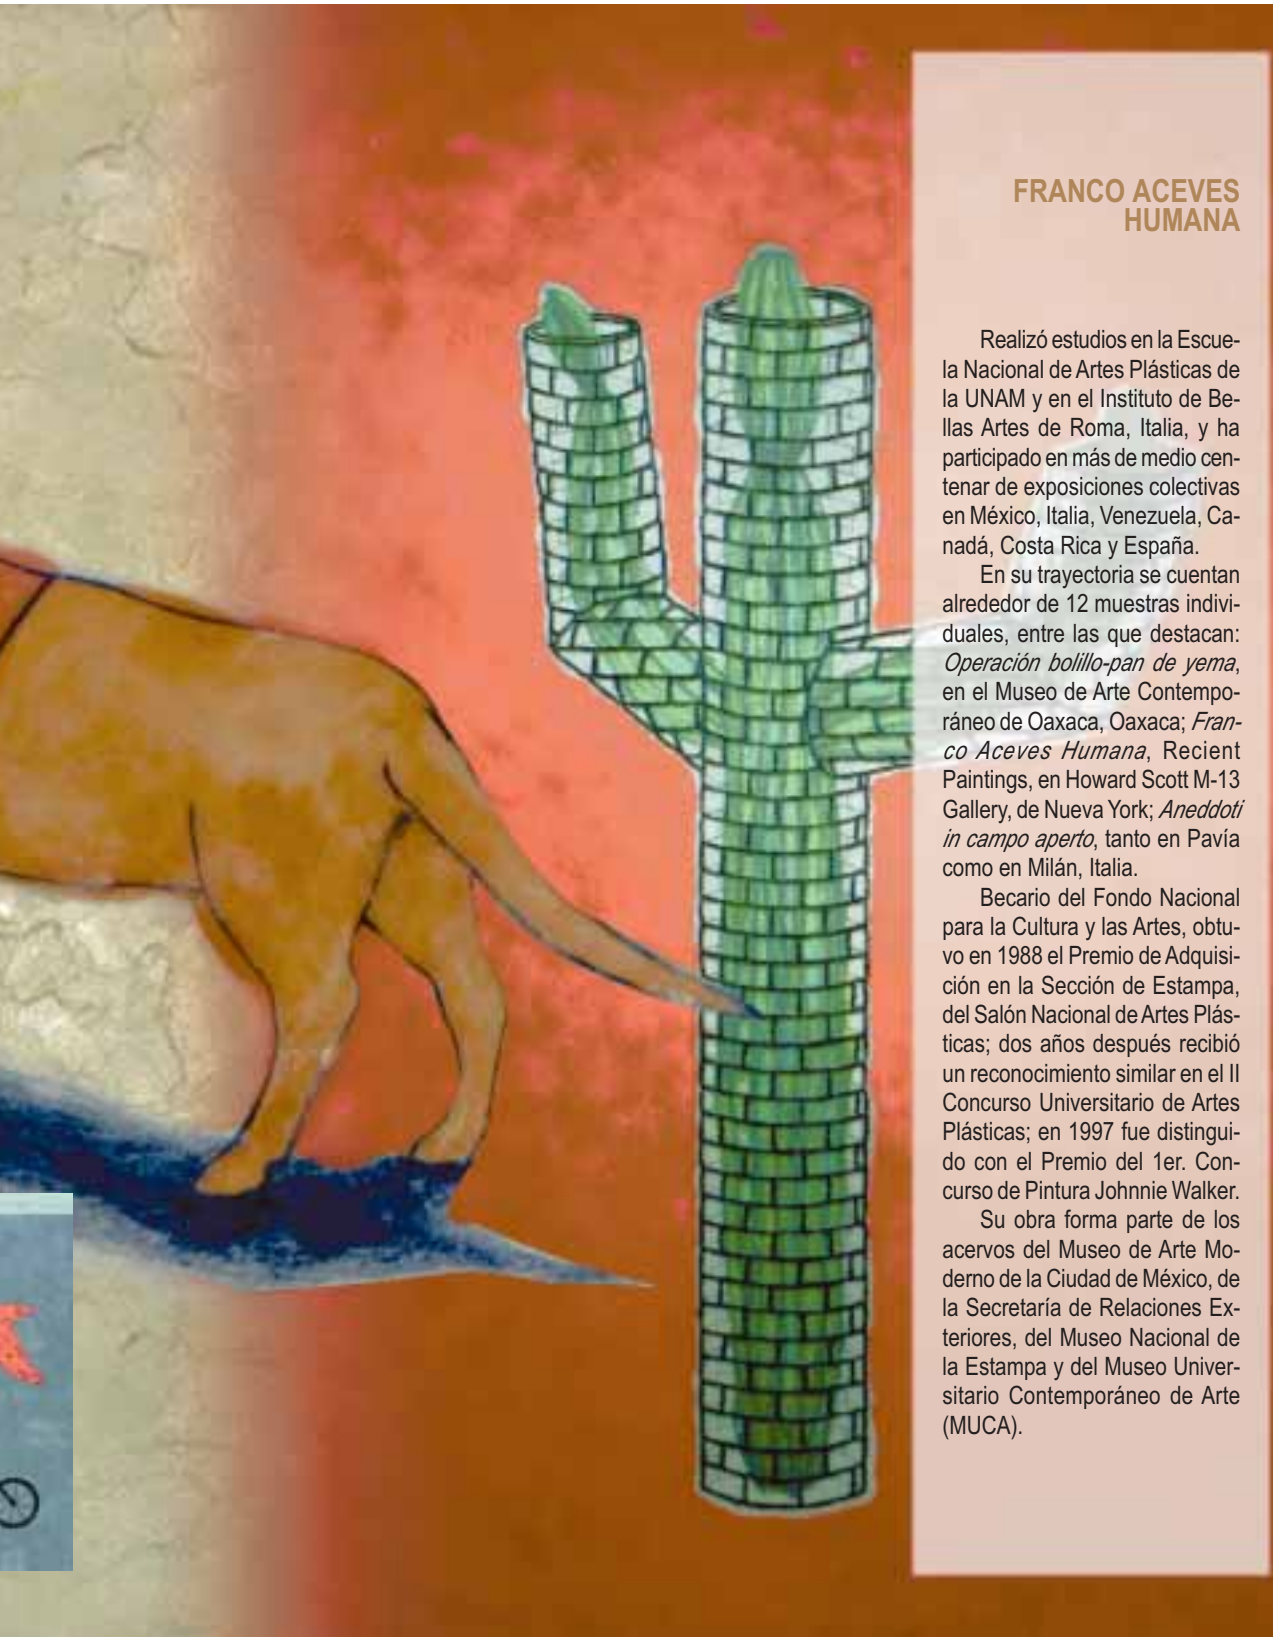 FRANCO ACEVES
HUMANA
Realizó estudios en la Escue-
la Nacional de Artes Plásticas de
la UNAM y en el Instituto de Be-
llas Artes de Roma, Italia, y ha
participado en más de medio cen-
tenar de exposiciones colectivas
en México, Italia, Venezuela, Ca-
nadá, Costa Rica y España.
En su trayectoria se cuentan
alrededor de 12 muestras indivi-
duales, entre las que destacan:
Operación bolillo-pan de yema,
en el Museo de Arte Contempo-
ráneo de Oaxaca, Oaxaca; Fran-
co Aceves Humana, Recient
Paintings, en Howard Scott M-13
Gallery, de Nueva York; Aneddoti
in campo aperto, tanto en Pavía
como en Milán, Italia.
Becario del Fondo Nacional
para la Cultura y las Artes, obtu-
vo en 1988 el Premio de Adquisi-
ción en la Sección de Estampa,
del Salón Nacional de Artes Plás-
ticas; dos años después recibió
un reconocimiento similar en el II
Concurso Universitario de Artes
Plásticas; en 1997 fue distingui-
do con el Premio del 1er. Con-
curso de Pintura Johnnie Walker.
Su obra forma parte de los
acervos del Museo de Arte Mo-
derno de la Ciudad de México, de
la Secretaría de Relaciones Ex-
teriores, del Museo Nacional de
la Estampa y del Museo Univer-
sitario Contemporáneo de Arte
(MUCA).